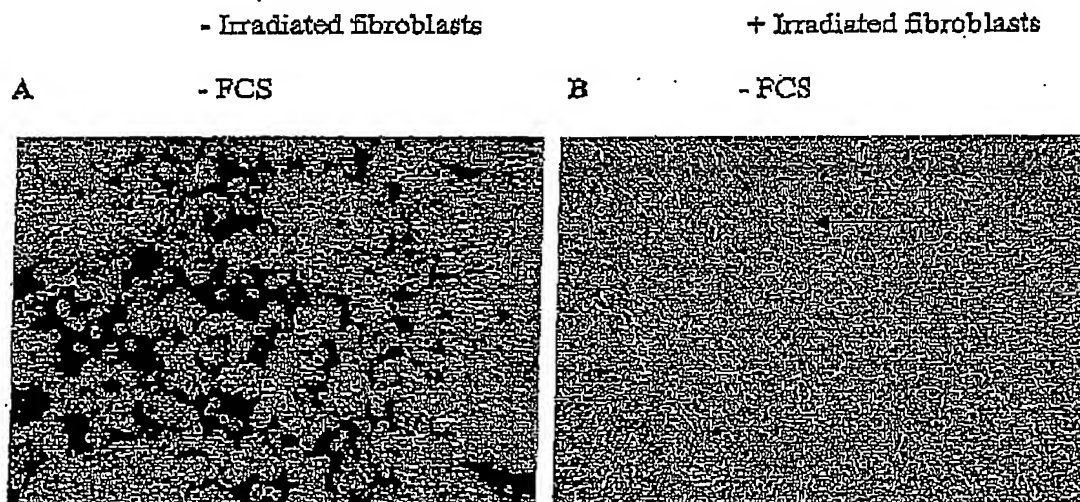 - Irradiated fibroblasts
+ Irradiated fibroblasts
A - FCS
B - FCS